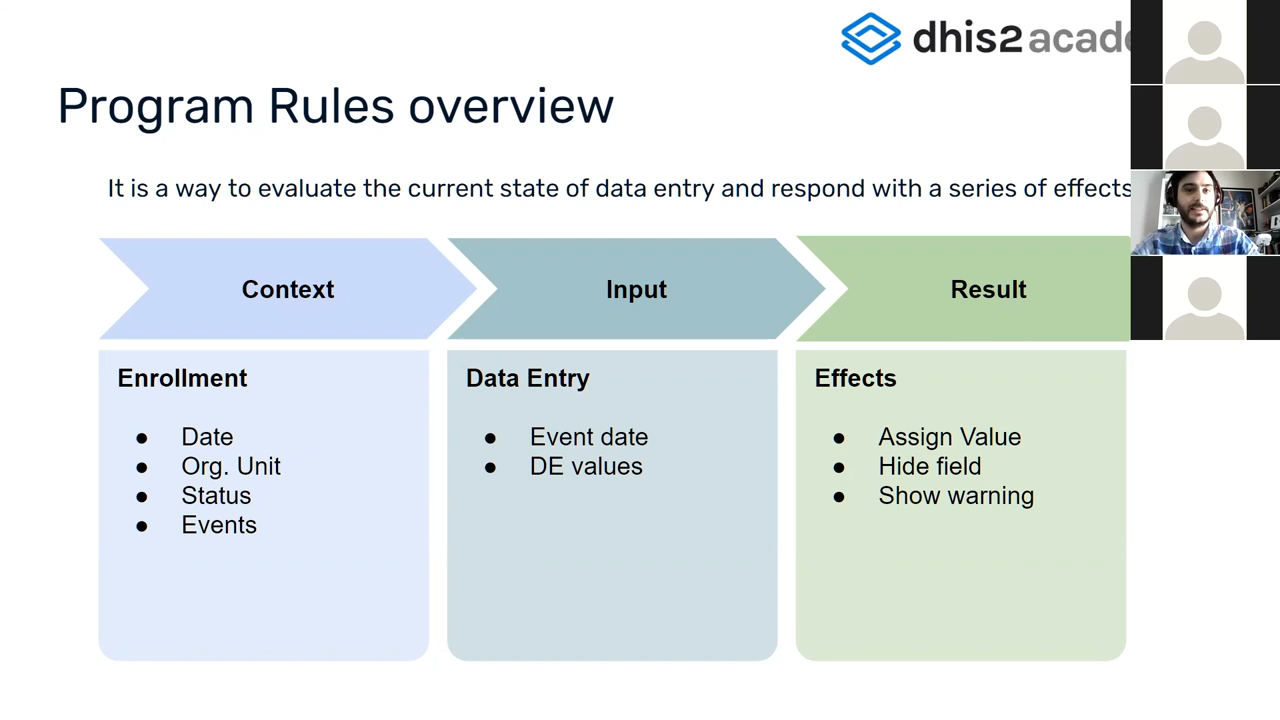 dhis2 acade
Program Rules overview
It is a way to evaluate the current state of data entry and respond with a series of effects
Context
Input
Result
Enrollment
● Date
● Org. Unit
● Status
● Events
Data Entry
● Event date
● DE values
Effects
● Assign Value
● Hide field
● Show warning